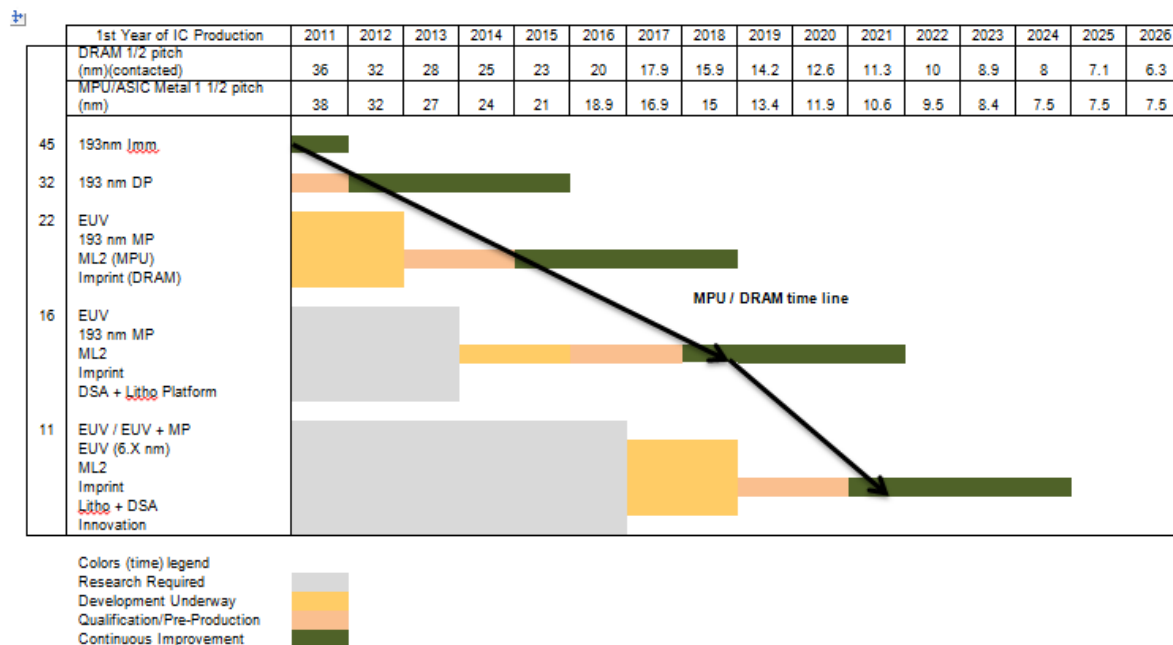 1st Year of IC Production 2011 2012 2013 2014 2015 2016 2017 2018 2019 2020 2021 2022 2023 2024 2025 2026
DRAM 1/2 pitch
(nm)(contacted) 36 32 28 25 23 20 17.9 15.9 14.2 12.6 11.3 10 8.9 8 7.1 6.3
MPU/ASIC Metal 1 1/2 pitch
(nm) 38 32 27 24 21 18.9 16.9 15 13.4 11.9 10.6 9.5 8.4 7.5 7.5 7.5
45 193nm Imm
32 193 nm DP
22 EUV
193 nm MP
ML2 (MPU)
Imprint (DRAM)
MPU / DRAM time line
16 EUV
193 nm MP
ML2
Imprint
DSA + Litho Platform
11 EUV / EUV + MP
EUV (6.X nm)
ML2
Imprint
Litho + DSA
Innovation
Colors (time) legend
Research Required
Development Underway
Qualification/Pre-Production
Continuous Improvement